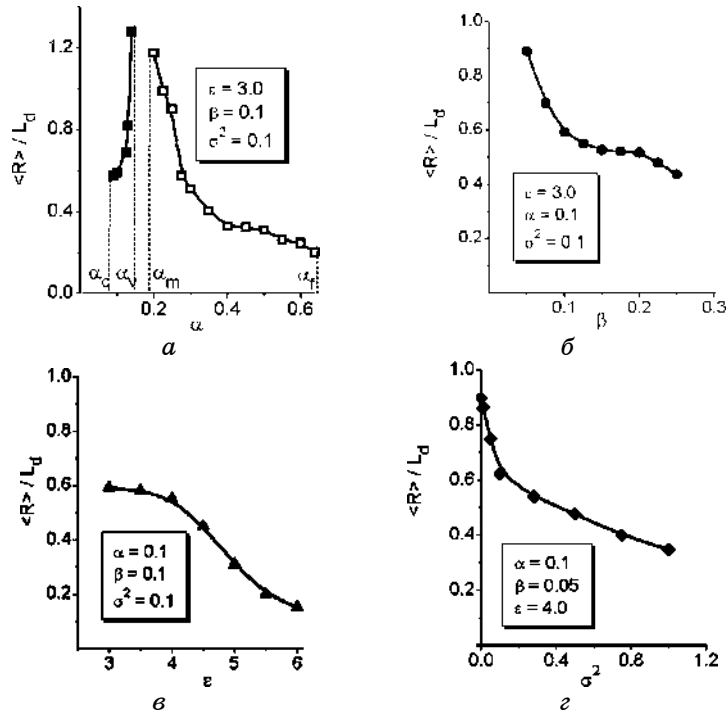 <R> / L_d
1.2
0.8
0.4
0.0
0.2
0.4
0.6
α
α_c
α_v
α_m
α_f
ε = 3.0
β = 0.1
σ² = 0.1
а
<R> / L_d
1.0
0.8
0.6
0.4
0.2
0.1
0.2
0.3
β
ε = 3.0
α = 0.1
σ² = 0.1
б
<R> / L_d
1.0
0.8
0.6
0.4
0.2
3
4
5
6
ε
α = 0.1
β = 0.1
σ² = 0.1
в
<R> / L_d
1.0
0.8
0.6
0.4
0.2
0.0
0.4
0.8
1.2
σ²
α = 0.1
β = 0.05
ε = 4.0
г